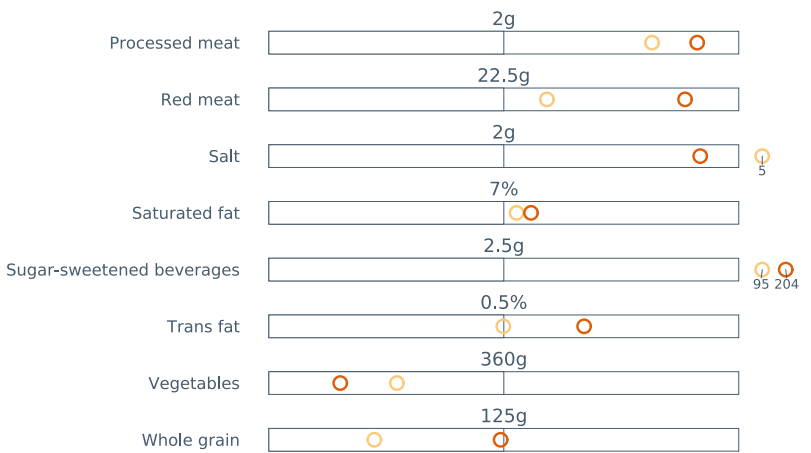 2g
Processed meat
22.5g
Red meat
2g
Salt
5
7%
Saturated fat
2.5g
Sugar-sweetened beverages
95 204
0.5%
Trans fat
360g
Vegetables
125g
Whole grain